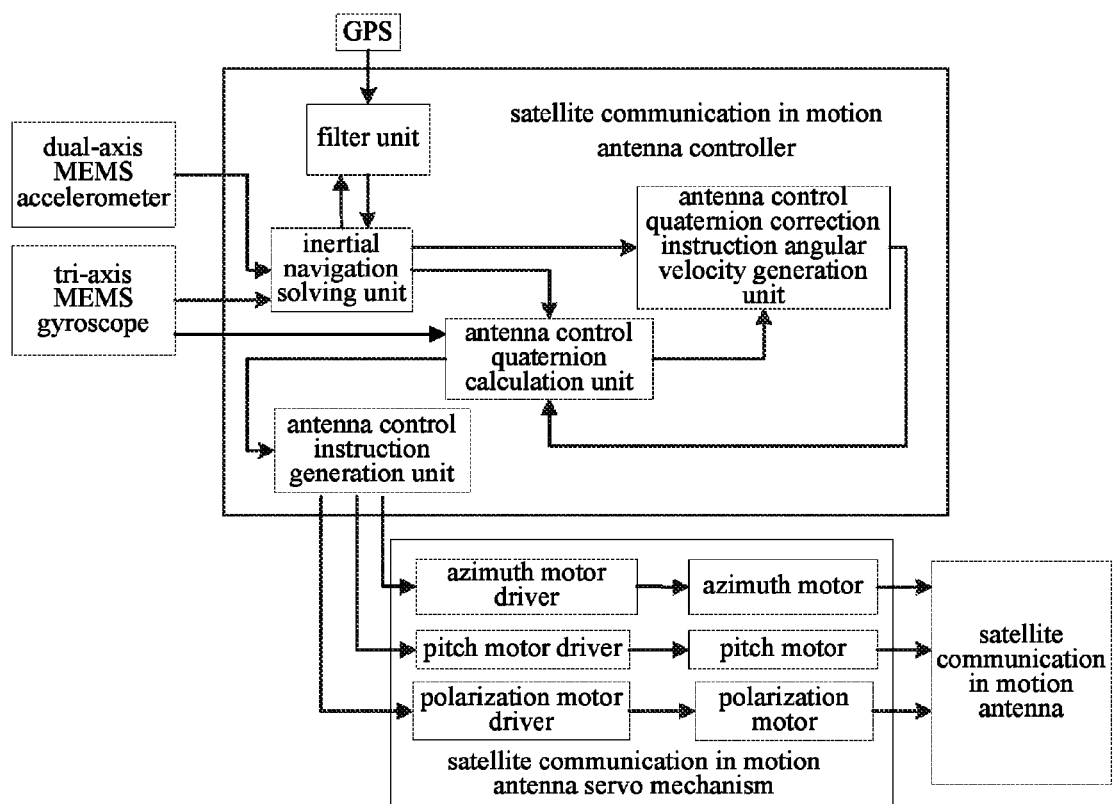 GPS
satellite communication in motion
antenna controller
filter unit
dual-axis
MEMS
accelerometer
antenna control
quaternion correction
instruction angular
velocity generation
unit
inertial
navigation
solving unit
tri-axis
MEMS
gyroscope
antenna control
quaternion
calculation unit
antenna control
instruction
generation unit
azimuth motor
driver
azimuth motor
pitch motor driver
pitch motor
polarization motor
driver
polarization
motor
satellite
communication
in motion
antenna
satellite communication in motion
antenna servo mechanism